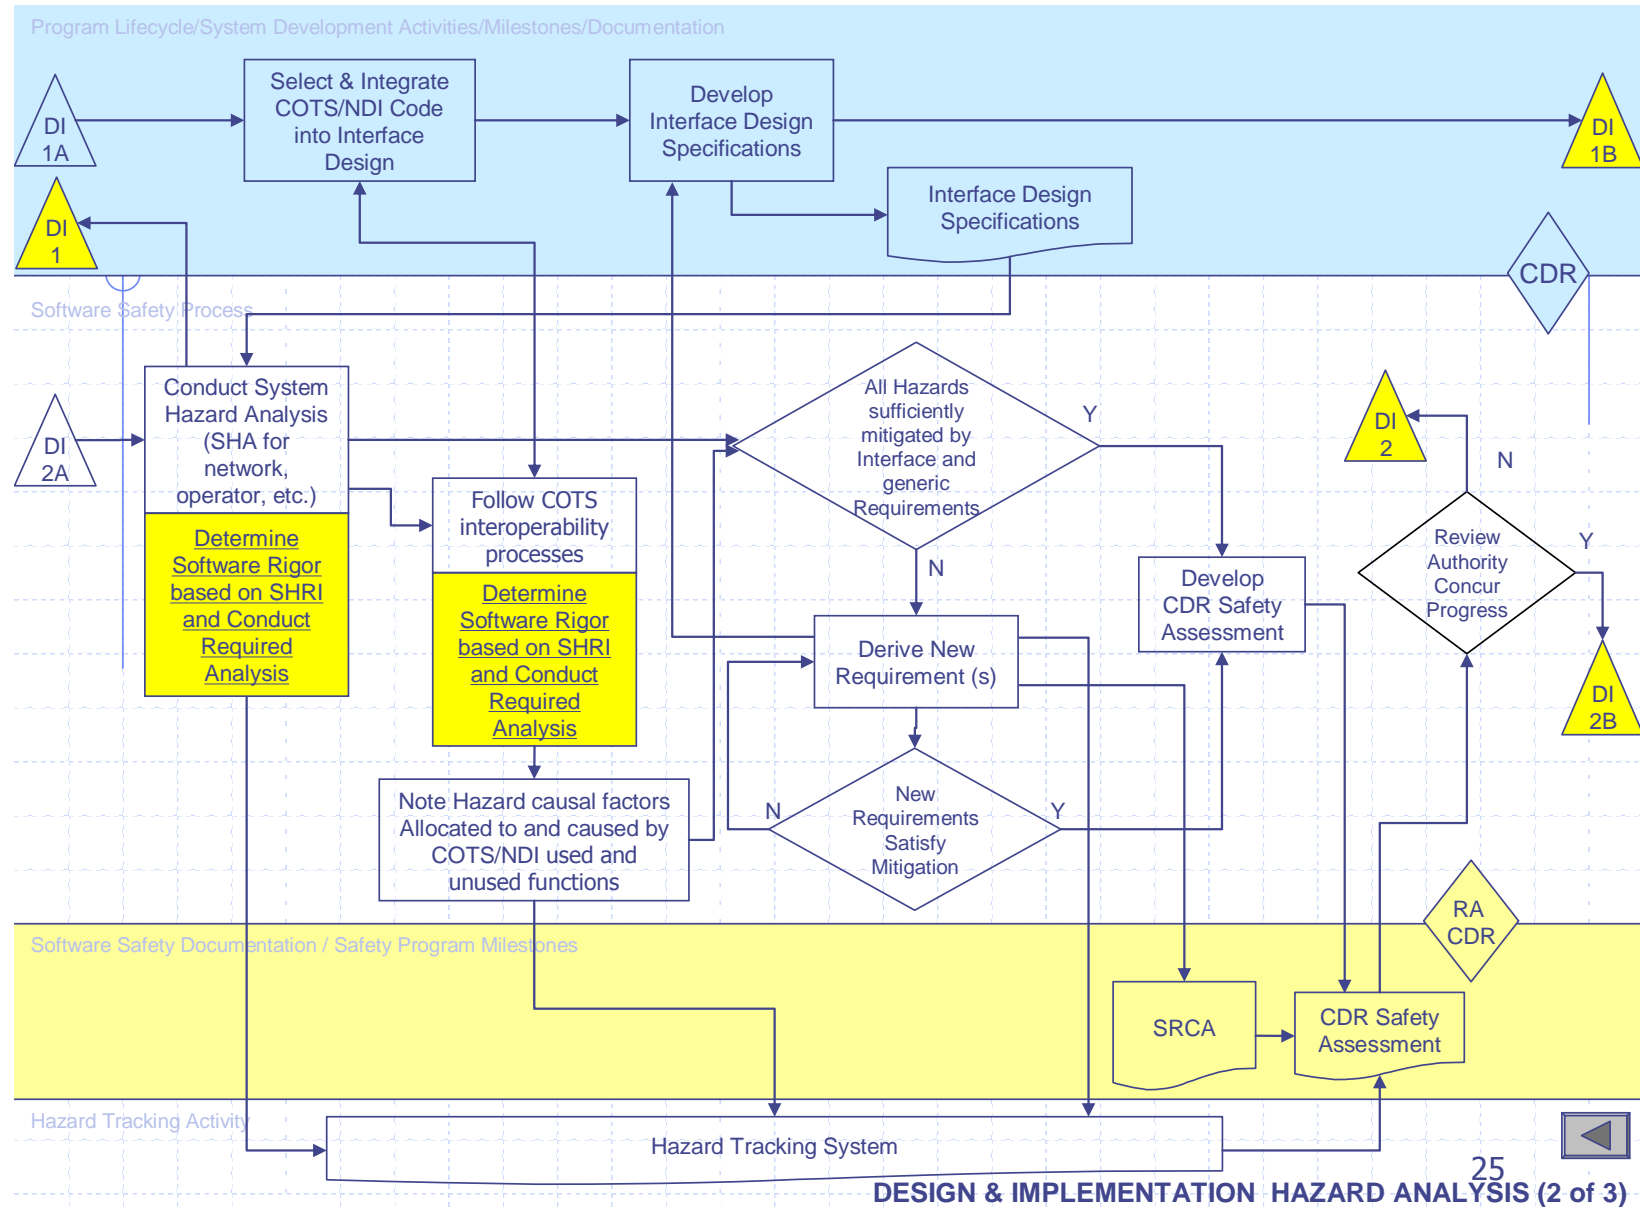 Program Lifecycle/System Development Activities/Milestones/Documentation
DI
1A
Select & Integrate
COTS/NDI Code
into Interface
Design
Develop
Interface Design
Specifications
DI
1B
DI
1
Interface Design
Specifications
CDR
Software Safety Process
Conduct System
Hazard Analysis
(SHA for
network,
operator, etc.)
DI
2A
Determine
Software Rigor
based on SHRI
and Conduct
Required
Analysis
Follow COTS
interoperability
processes
Determine
Software Rigor
based on SHRI
and Conduct
Required
Analysis
Note Hazard causal factors
Allocated to and caused by
COTS/NDI used and
unused functions
All Hazards
sufficiently
mitigated by
Interface and
generic
Requirements
Y
N
Derive New
Requirement (s)
New
Requirements
Satisfy
Mitigation
N
Y
Develop
CDR Safety
Assessment
DI
2
N
Review
Authority
Concur
Progress
Y
DI
2B
Software Safety Documentation / Safety Program Milestones
RA
CDR
SRCA
CDR Safety
Assessment
Hazard Tracking Activity
Hazard Tracking System
25
DESIGN & IMPLEMENTATION HAZARD ANALYSIS (2 of 3)